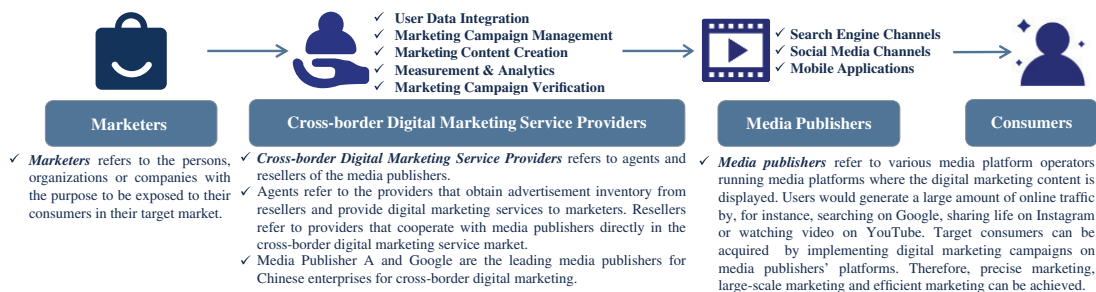 ✓ User Data Integration
✓ Marketing Campaign Management
✓ Marketing Content Creation
✓ Measurement & Analytics
✓ Marketing Campaign Verification
✓ Search Engine Channels
✓ Social Media Channels
✓ Mobile Applications
Marketers
Cross-border Digital Marketing Service Providers
Media Publishers
Consumers
✓ Marketers refers to the persons,
organizations or companies with
the purpose to be exposed to their
consumers in their target market.
✓ Cross-border Digital Marketing Service Providers refers to agents and
resellers of the media publishers.
✓ Agents refer to the providers that obtain advertisement inventory from
resellers and provide digital marketing services to marketers. Resellers
refer to providers that cooperate with media publishers directly in the
cross-border digital marketing service market.
✓ Media Publisher A and Google are the leading media publishers for
Chinese enterprises for cross-border digital marketing.
✓ Media publishers refer to various media platform operators
running media platforms where the digital marketing content is
displayed. Users would generate a large amount of online traffic
by, for instance, searching on Google, sharing life on Instagram
or watching video on YouTube. Target consumers can be
acquired by implementing digital marketing campaigns on
media publishers' platforms. Therefore, precise marketing,
large-scale marketing and efficient marketing can be achieved.